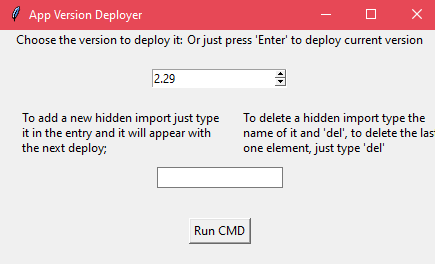 App Version Deployer
Choose the version to deploy it: Or just press 'Enter' to deploy current version
2.29
To add a new hidden import just type
it in the entry and it will appear with
the next deploy;
To delete a hidden import type the
name of it and 'del', to delete the last
one element, just type 'del'
Run CMD